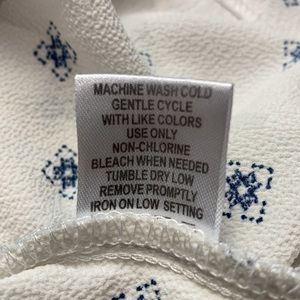 MACHINE WASH COLD
GENTLE CYCLE
WITH LIKE COLORS
USE ONLY
NON-CHLORINE
BLEACH WHEN NEEDED
TUMBLE DRY LOW
REMOVE PROMPTLY
IRON ON LOW SETTING